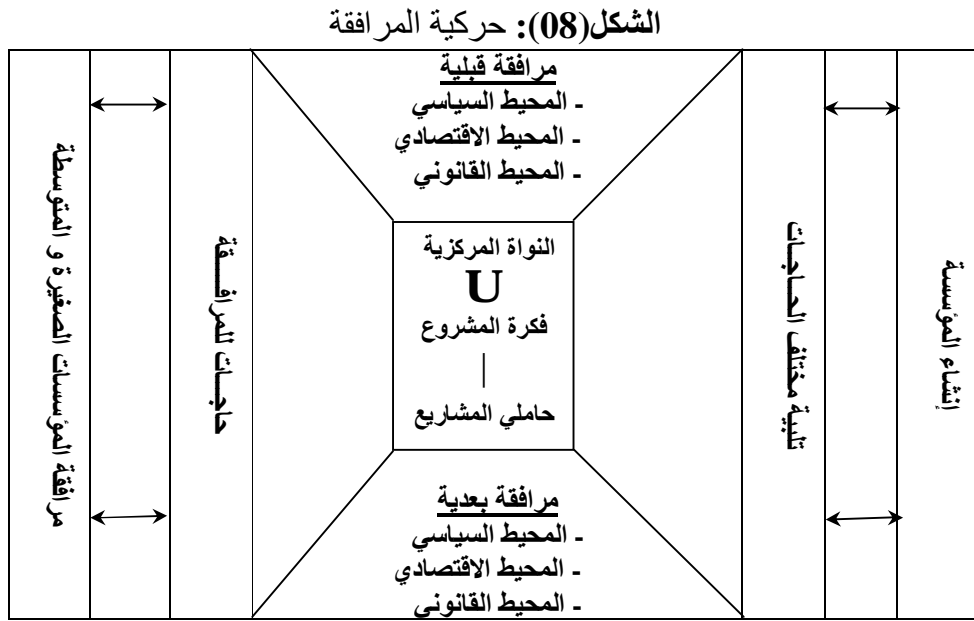 الشكل(08): حركية المرافقة
إنشاء المؤسسة
تلبية مختلف الحاجات
مرافقة قبلية
- المحيط السياسي
- المحيط الاقتصادي
- المحيط القانوني
النواة المركزية
U
فكرة المشروع
|
حاملي المشاريع
مرافقة بعدية
- المحيط السياسي
- المحيط الاقتصادي
- المحيط القانوني
حاجات للمرافقة
مرافقة المؤسسات الصغيرة و المتوسطة